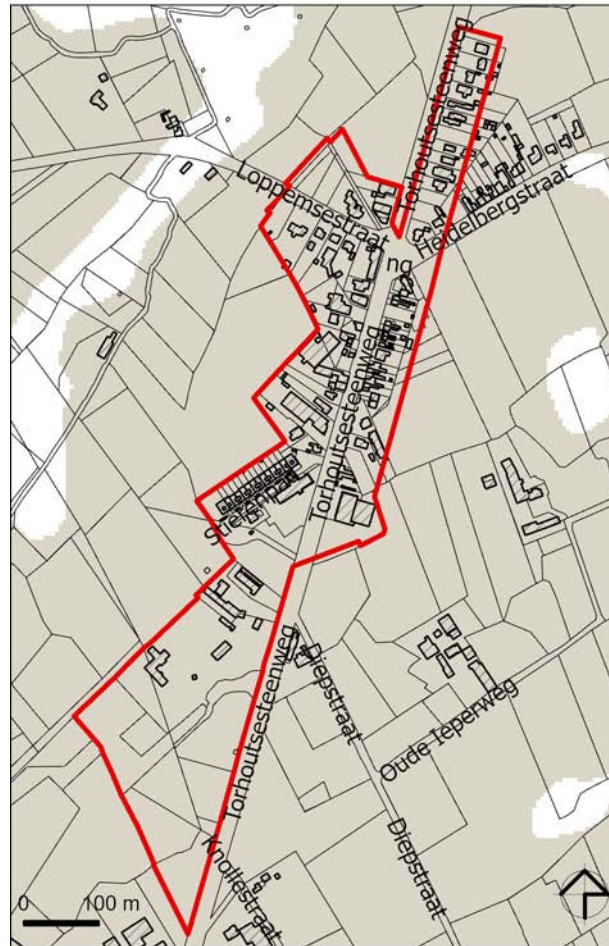 Torhoutsesteenweg
Loppemsestraat
Heidelbergstraat
ng
Torhoutsesteenweg
Torhoutsesteenweg
Diepstraat
Oude Ieperweg
Diepstraat
Knollestraat
0 100 m